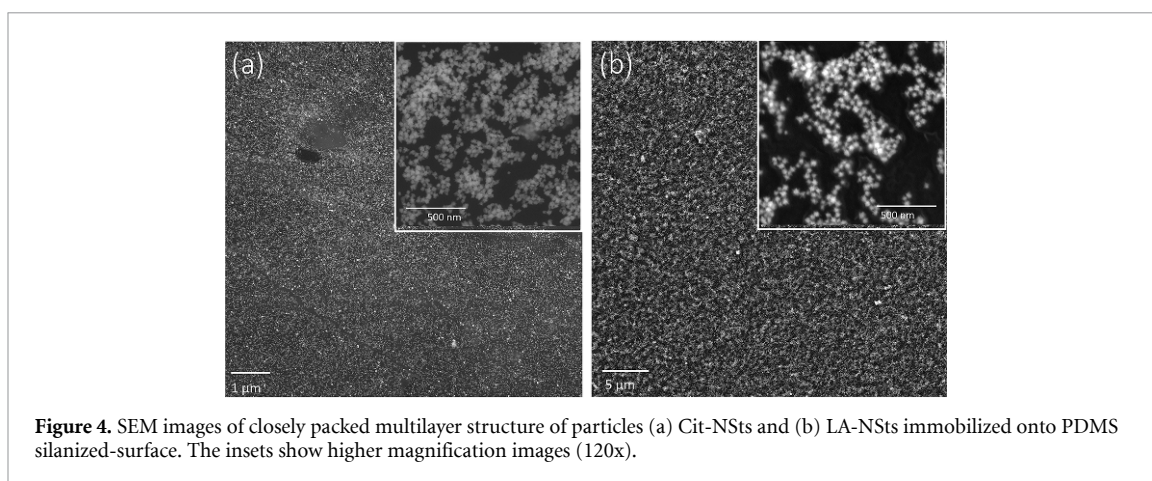 (a)
500 nm
1 µm
(b)
500 nm
5 µm
Figure 4. SEM images of closely packed multilayer structure of particles (a) Cit-NSts and (b) LA-NSts immobilized onto PDMS
silanized-surface. The insets show higher magnification images (120x).